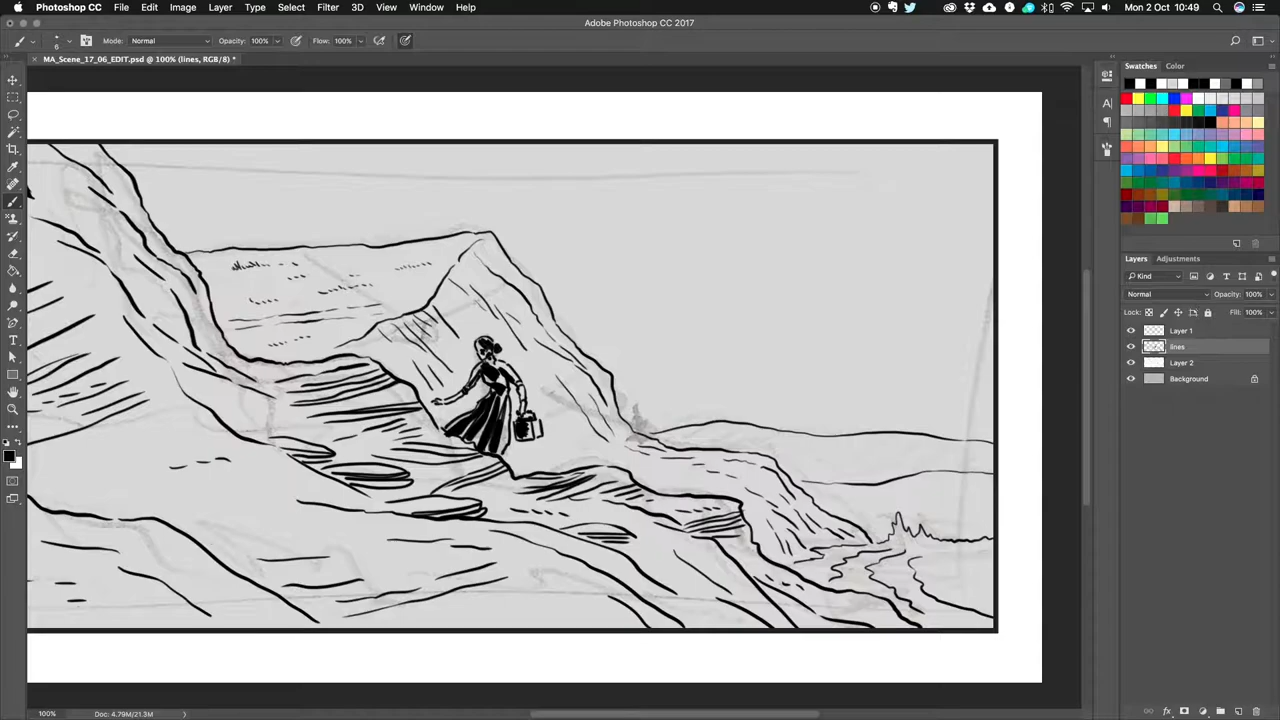 Photoshop CC File Edit Image Layer Type Select Filter 3D View Window Help Mon 2 Oct 10:49
Adobe Photoshop CC 2017
6 Mode: Normal Opacity: 100% Flow: 100%
MA_Scene_17_06_EDIT.psd @ 100% (lines, RGB/8) *
Swatches Color
Layers Adjustments
Kind
Normal Opacity: 100%
Lock: Fill: 100%
Layer 1
lines
Layer 2
Background
100% Doc: 4.79M/21.3M